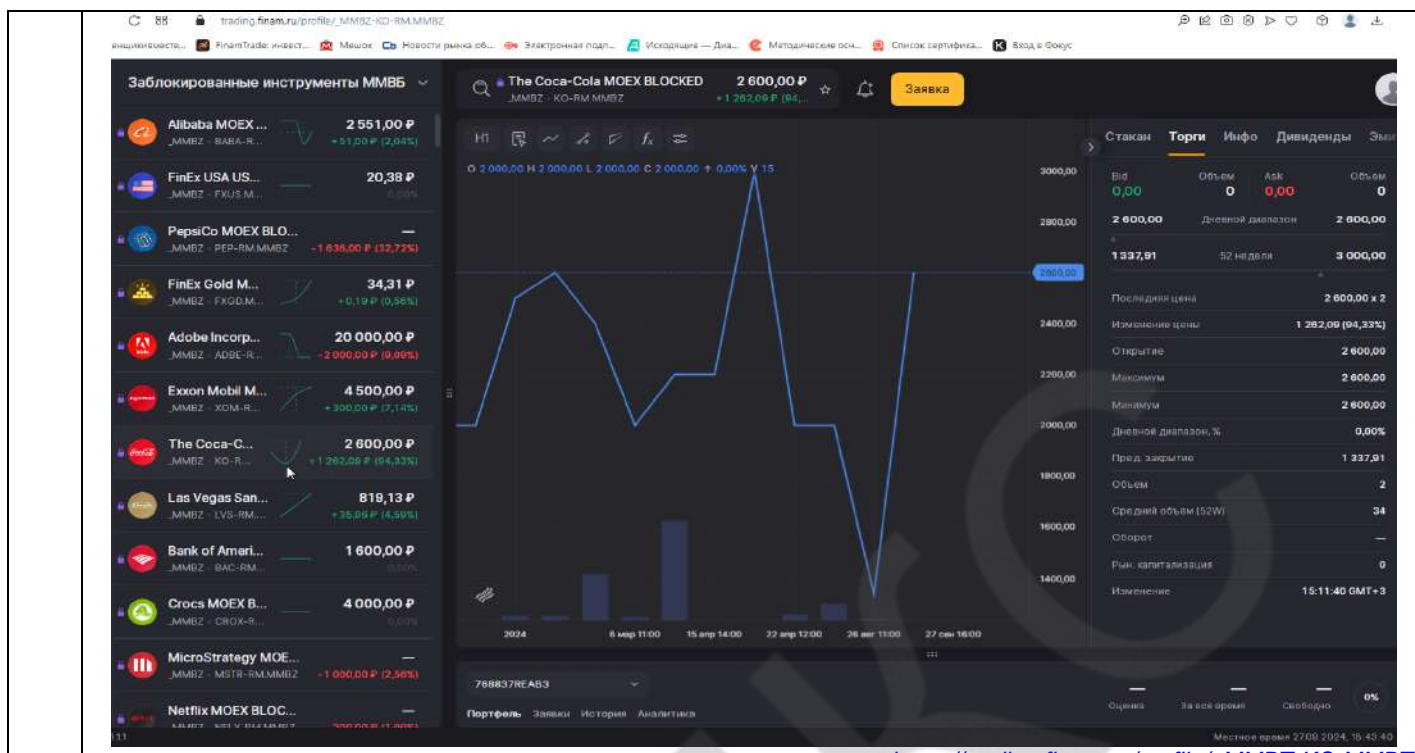 trading.finam.ru/profile/_MMBZ-KO-RM.MMBZ
FinamTrade: инвест...
Мешок
Новости рынка об...
Электронная подп...
Исходящие — Диа...
Методические осн...
Список сертифика...
Вход в Фокус
Заблокированные инструменты ММВБ
The Coca-Cola MOEX BLOCKED
2 600,00 ₽
_MMBZ · KO-RM.MMBZ
+1 262,09 ₽ (94,...
Заявка
Alibaba MOEX ...
2 551,00 ₽
_MMBZ · BABA-R...
+51,00 ₽ (2,04%)
FinEx USA US...
20,38 ₽
_MMBZ · FXUS.M...
0,00%
PepsiCo MOEX BLO...
—
_MMBZ · PEP-RM.MMBZ
-1 636,00 ₽ (32,72%)
FinEx Gold M...
34,31 ₽
_MMBZ · FXGD.M...
+0,19 ₽ (0,56%)
Adobe Incorp...
20 000,00 ₽
_MMBZ · ADBE-R...
-2 000,00 ₽ (9,09%)
Exxon Mobil M...
4 500,00 ₽
_MMBZ · XOM-R...
+300,00 ₽ (7,14%)
The Coca-C...
2 600,00 ₽
_MMBZ · KO-R...
+1 262,09 ₽ (94,33%)
Las Vegas San...
819,13 ₽
_MMBZ · LVS-RM....
(4,59%)
Bank of Ameri...
1 600,00 ₽
_MMBZ · BAC-RM...
0,00%
Crocs MOEX B...
4 000,00 ₽
_MMBZ · CROX-R...
0,00%
MicroStrategy MOE...
—
_MMBZ · MSTR-RM.MMBZ
-1 000,00 ₽ (2,56%)
Netflix MOEX BLOC...
—
H1
fx
O 2 000,00 H 2 000,00 L 2 000,00 C 2 000,00 ↑ 0,00% V 15
3000,00
2800,00
2600,00
2400,00
2200,00
2000,00
1800,00
1600,00
1400,00
2024
6 мар 11:00
15 апр 14:00
22 апр 12:00
26 авг 11:00
27 сен 16:00
Стакан
Торги
Инфо
Дивиденды
Эми
Bid
Объем
Ask
Объем
0,00
0
0,00
0
2 600,00
Дневной диапазон
2 600,00
1 337,91
52 недели
3 000,00
Последняя цена
2 600,00 x 2
Изменение цены
1 262,09 (94,33%)
Открытие
2 600,00
Максимум
2 600,00
Минимум
2 600,00
Дневной диапазон, %
0,00%
Пред. закрытие
1 337,91
Объем
2
Средний объем (52W)
34
Оборот
—
Рын. капитализация
0
Изменение
15:11:40 GMT+3
768837REAB3
Портфель
Заявки
История
Аналитика
—
—
—
0%
Оценка
За все время
Свободно
Местное время 27.09.2024, 16:43:40